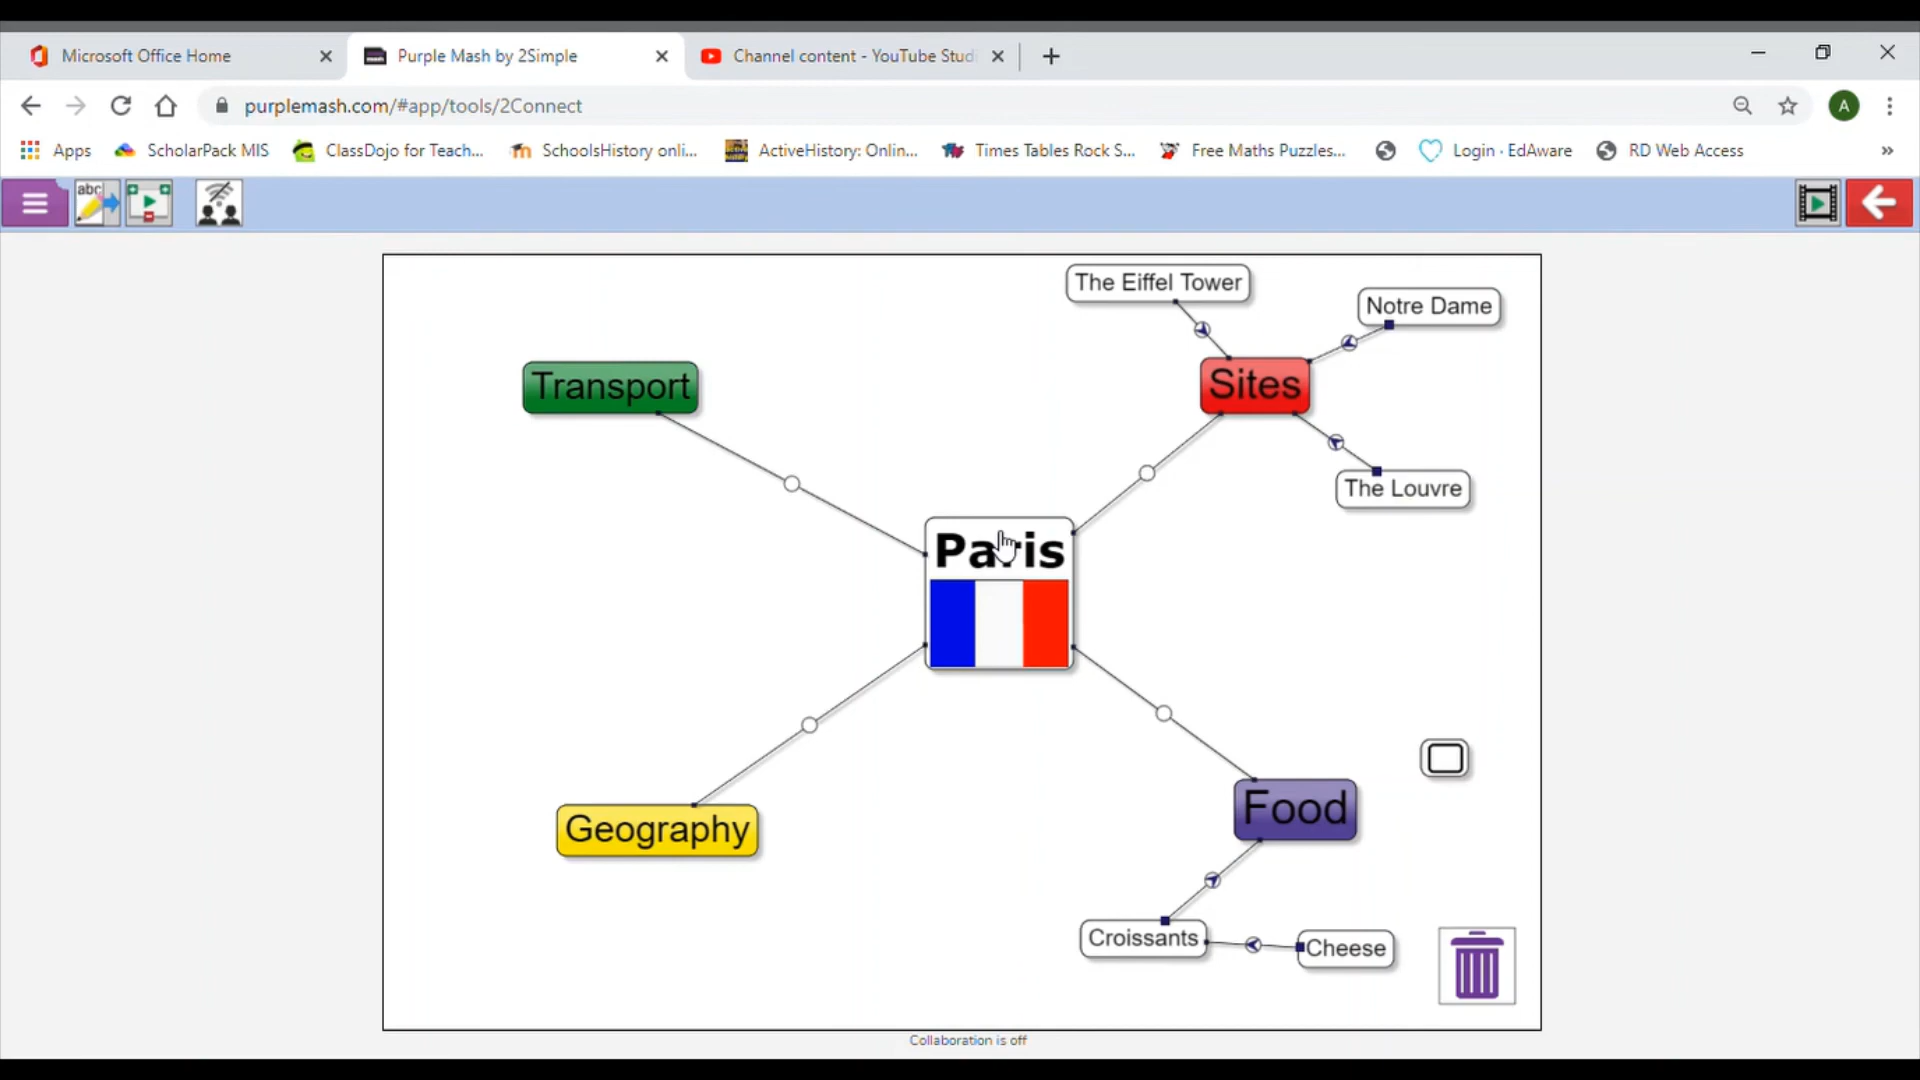 Microsoft Office Home
Purple Mash by 2Simple
Channel content - YouTube Stud
purplemash.com/#app/tools/2Connect
A
Apps
ScholarPack MIS
ClassDojo for Teach...
SchoolsHistory onli...
ActiveHistory: Onlin...
Times Tables Rock S...
Free Maths Puzzles...
Login · EdAware
RD Web Access
abc
The Eiffel Tower
Notre Dame
Transport
Sites
The Louvre
Paris
Geography
Food
Croissants
Cheese
Collaboration is off